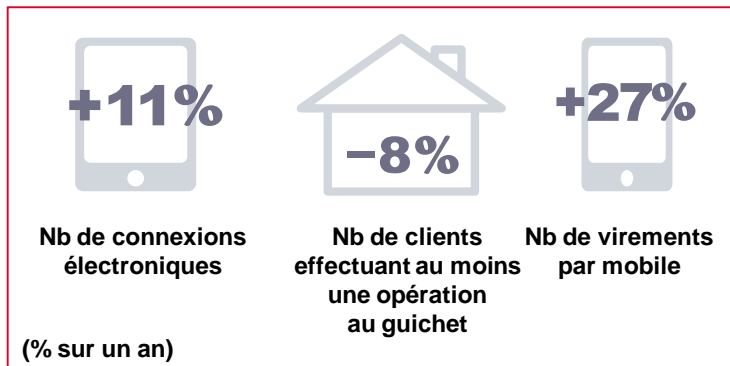 +11%
−8%
+27%
Nb de connexions
électroniques
Nb de clients
effectuant au moins
une opération
au guichet
Nb de virements
par mobile
(% sur un an)